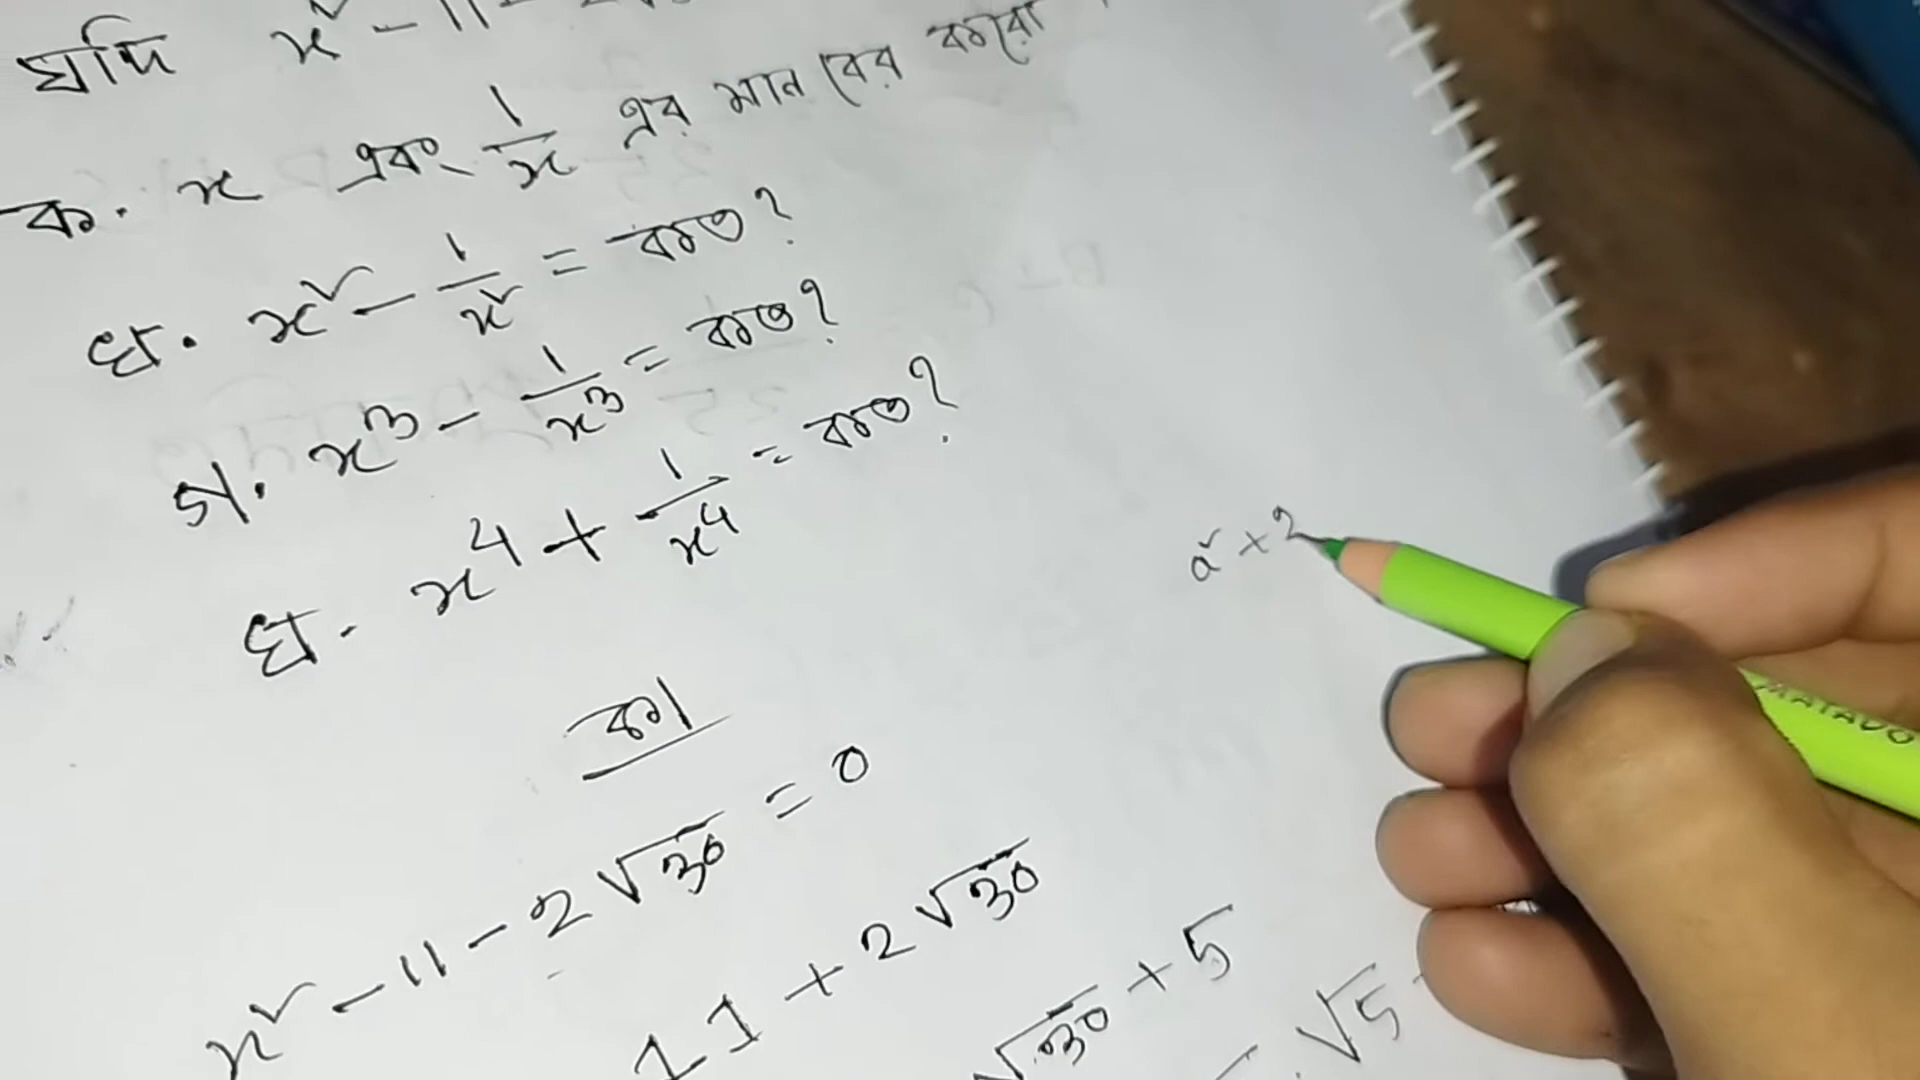 যদি x² - 11 -
ক. x এবং 1/x এর মান বের করো
খ. x² - 1/x² = কত?
গ. x³ - 1/x³ = কত?
ঘ. x⁴ + 1/x⁴ = কত?
a² + 2
ক।
x² - 11 - 2√30 = 0
11 + 2√30
√30 + 5
√5
MATADO